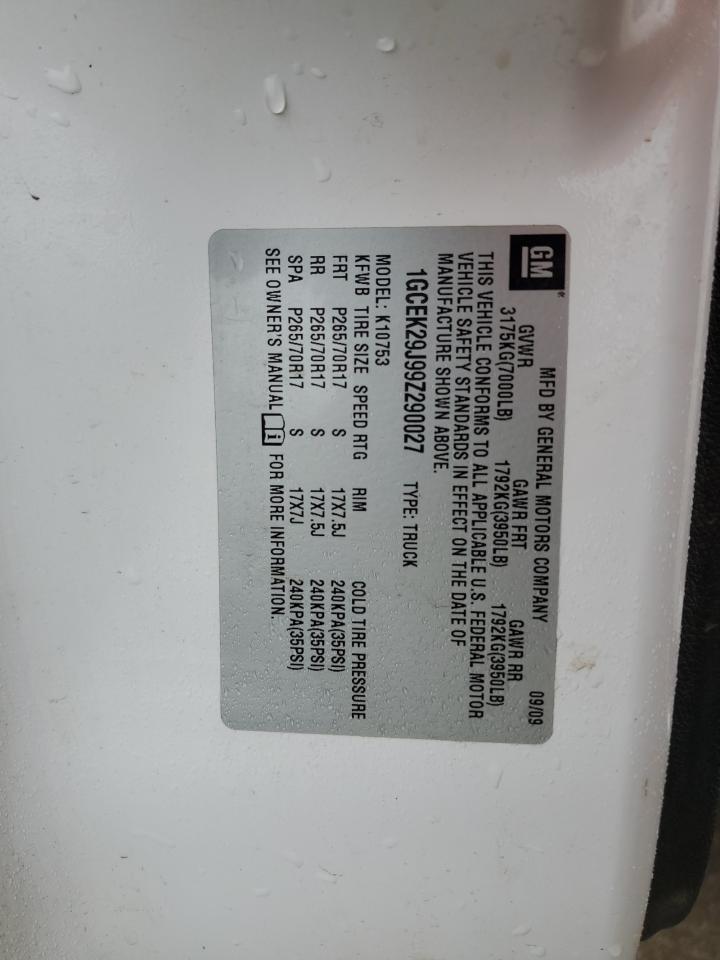 GM® MFD BY GENERAL MOTORS COMPANY 09/09
GVWR GAWR FRT GAWR RR
3175KG(7000LB) 1792KG(3950LB) 1792KG(3950LB)
THIS VEHICLE CONFORMS TO ALL APPLICABLE U.S. FEDERAL MOTOR
VEHICLE SAFETY STANDARDS IN EFFECT ON THE DATE OF
MANUFACTURE SHOWN ABOVE.
1GCEK29J99Z290027 TYPE: TRUCK
MODEL: K10753
KFWB TIRE SIZE SPEED RTG RIM COLD TIRE PRESSURE
FRT P265/70R17 S 17X7.5J 240KPA(35PSI)
RR P265/70R17 S 17X7.5J 240KPA(35PSI)
SPA P265/70R17 S 17X7J 240KPA(35PSI)
SEE OWNER'S MANUAL i FOR MORE INFORMATION.